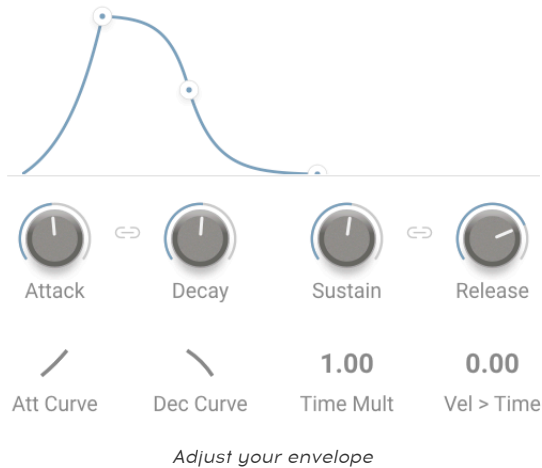 Attack Decay Sustain Release
1.00 0.00
Att Curve Dec Curve Time Mult Vel > Time
Adjust your envelope